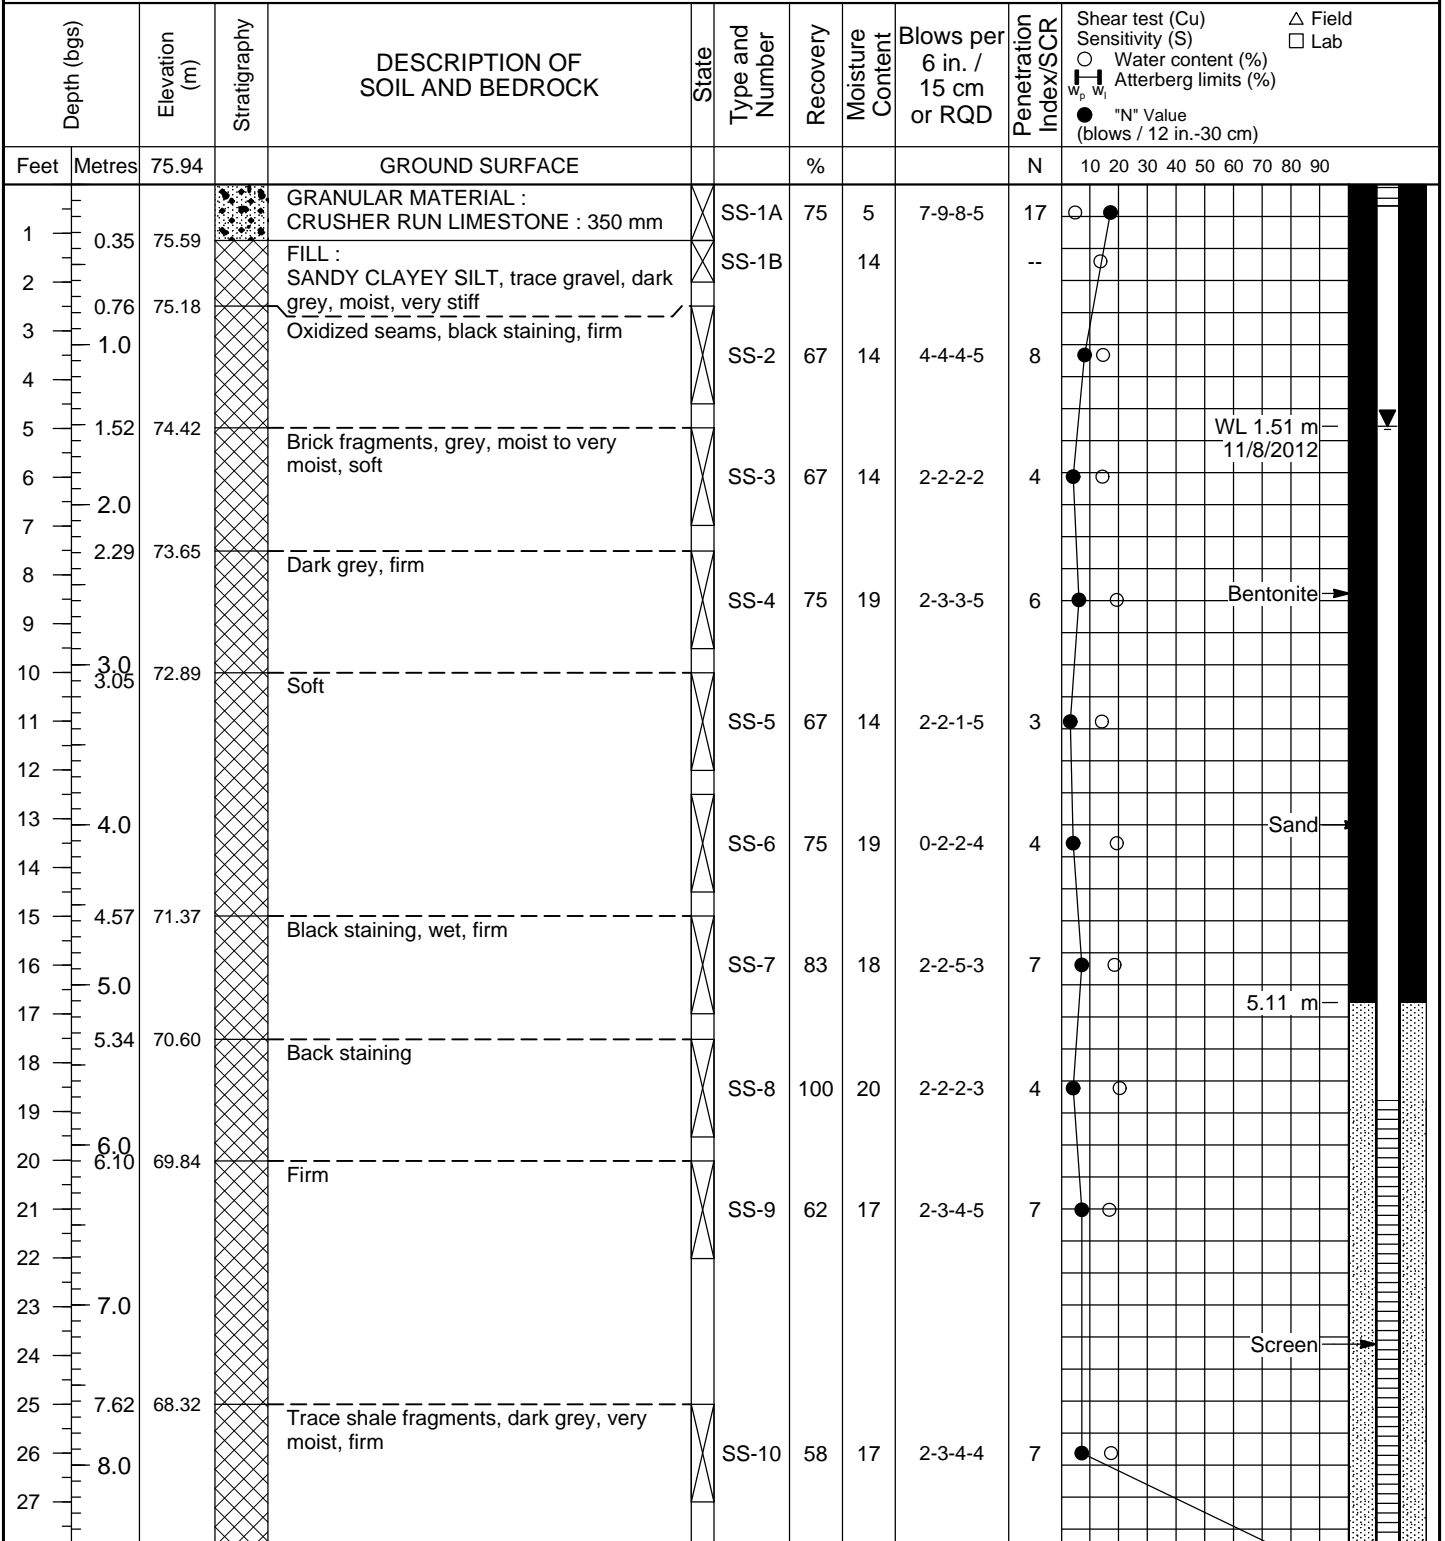 Depth (bgs)
Elevation
(m)
Stratigraphy
DESCRIPTION OF
SOIL AND BEDROCK
State
Type and
Number
Recovery
Moisture
Content
Blows per
6 in. /
15 cm
or RQD
Penetration
Index/SCR
Shear test (Cu)
Sensitivity (S)
△ Field
□ Lab
○ Water content (%)
Atterberg limits (%)
Wp Wl
● "N" Value
(blows / 12 in.-30 cm)
Feet Metres 75.94 GROUND SURFACE % N 10 20 30 40 50 60 70 80 90
GRANULAR MATERIAL :
CRUSHER RUN LIMESTONE : 350 mm
SS-1A 75 5 7-9-8-5 17
1 0.35 75.59
FILL :
SANDY CLAYEY SILT, trace gravel, dark
grey, moist, very stiff
SS-1B 14 --
2
0.76 75.18
Oxidized seams, black staining, firm
3
1.0
SS-2 67 14 4-4-4-5 8
4
5 1.52 74.42
WL 1.51 m
11/8/2012
Brick fragments, grey, moist to very
moist, soft
6
SS-3 67 14 2-2-2-2 4
2.0
7
2.29 73.65
Dark grey, firm
8
Bentonite
SS-4 75 19 2-3-3-5 6
9
3.0
10 3.05 72.89
Soft
11
SS-5 67 14 2-2-1-5 3
12
13
4.0
Sand
SS-6 75 19 0-2-2-4 4
14
15 4.57 71.37
Black staining, wet, firm
16
SS-7 83 18 2-2-5-3 7
5.0
5.11 m
17
5.34 70.60
Back staining
18
SS-8 100 20 2-2-2-3 4
19
6.0
20 6.10 69.84
Firm
21
SS-9 62 17 2-3-4-5 7
22
23 7.0
24
Screen
25 7.62 68.32
Trace shale fragments, dark grey, very
moist, firm
26
SS-10 58 17 2-3-4-4 7
8.0
27